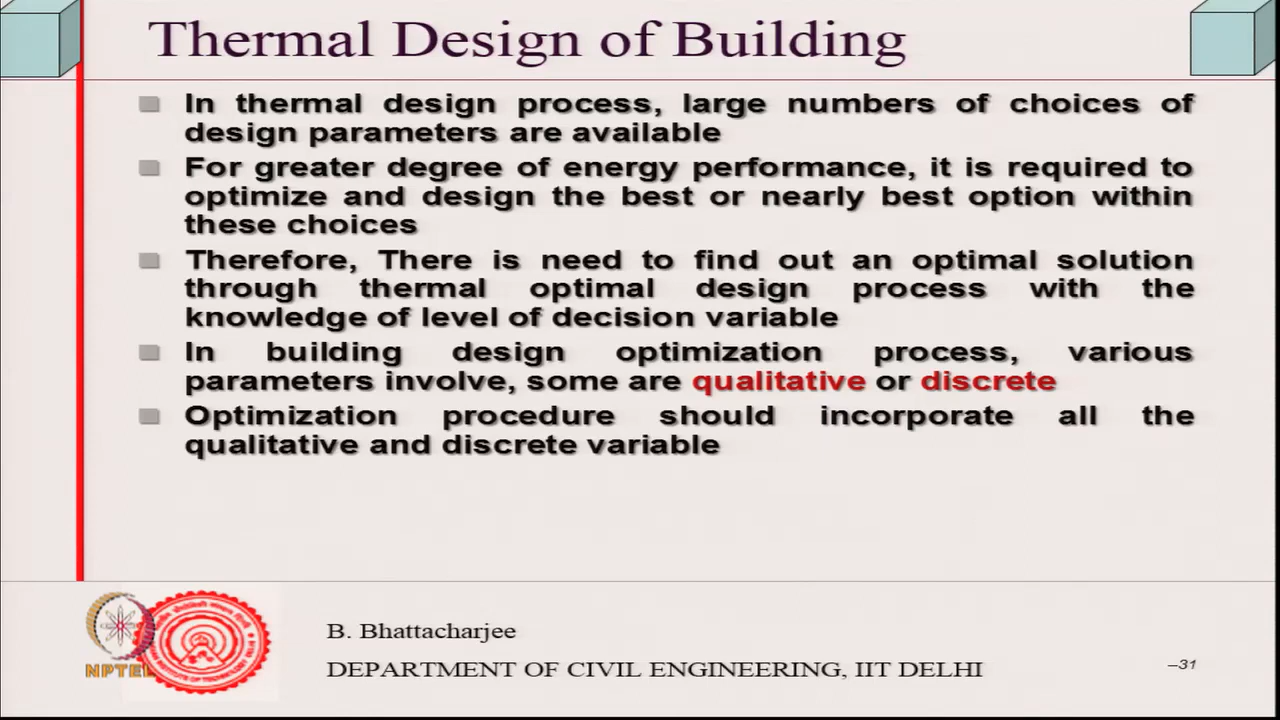 Thermal Design of Building
In thermal design process, large numbers of choices of
design parameters are available
For greater degree of energy performance, it is required to
optimize and design the best or nearly best option within
these choices
Therefore, There is need to find out an optimal solution
through thermal optimal design process with the
knowledge of level of decision variable
In building design optimization process, various
parameters involve, some are qualitative or discrete
Optimization procedure should incorporate all the
qualitative and discrete variable
NPTEL
B. Bhattacharjee
DEPARTMENT OF CIVIL ENGINEERING, IIT DELHI
–31